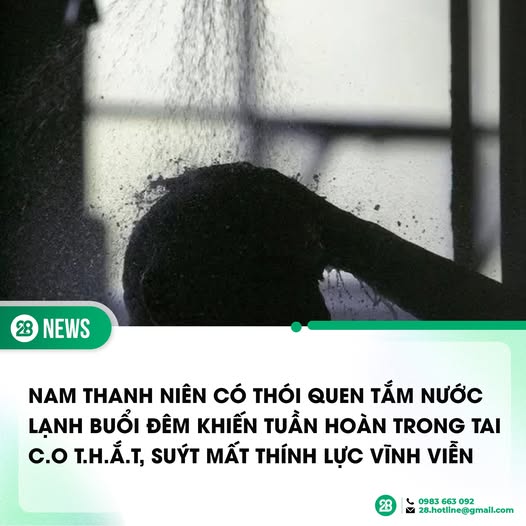 28 NEWS
NAM THANH NIÊN CÓ THÓI QUEN TẮM NƯỚC
LẠNH BUỔI ĐÊM KHIẾN TUẦN HOÀN TRONG TAI
C.O T.H.Ắ.T, SUÝT MẤT THÍNH LỰC VĨNH VIỄN
28
0983 663 092
28.hotline@gmail.com